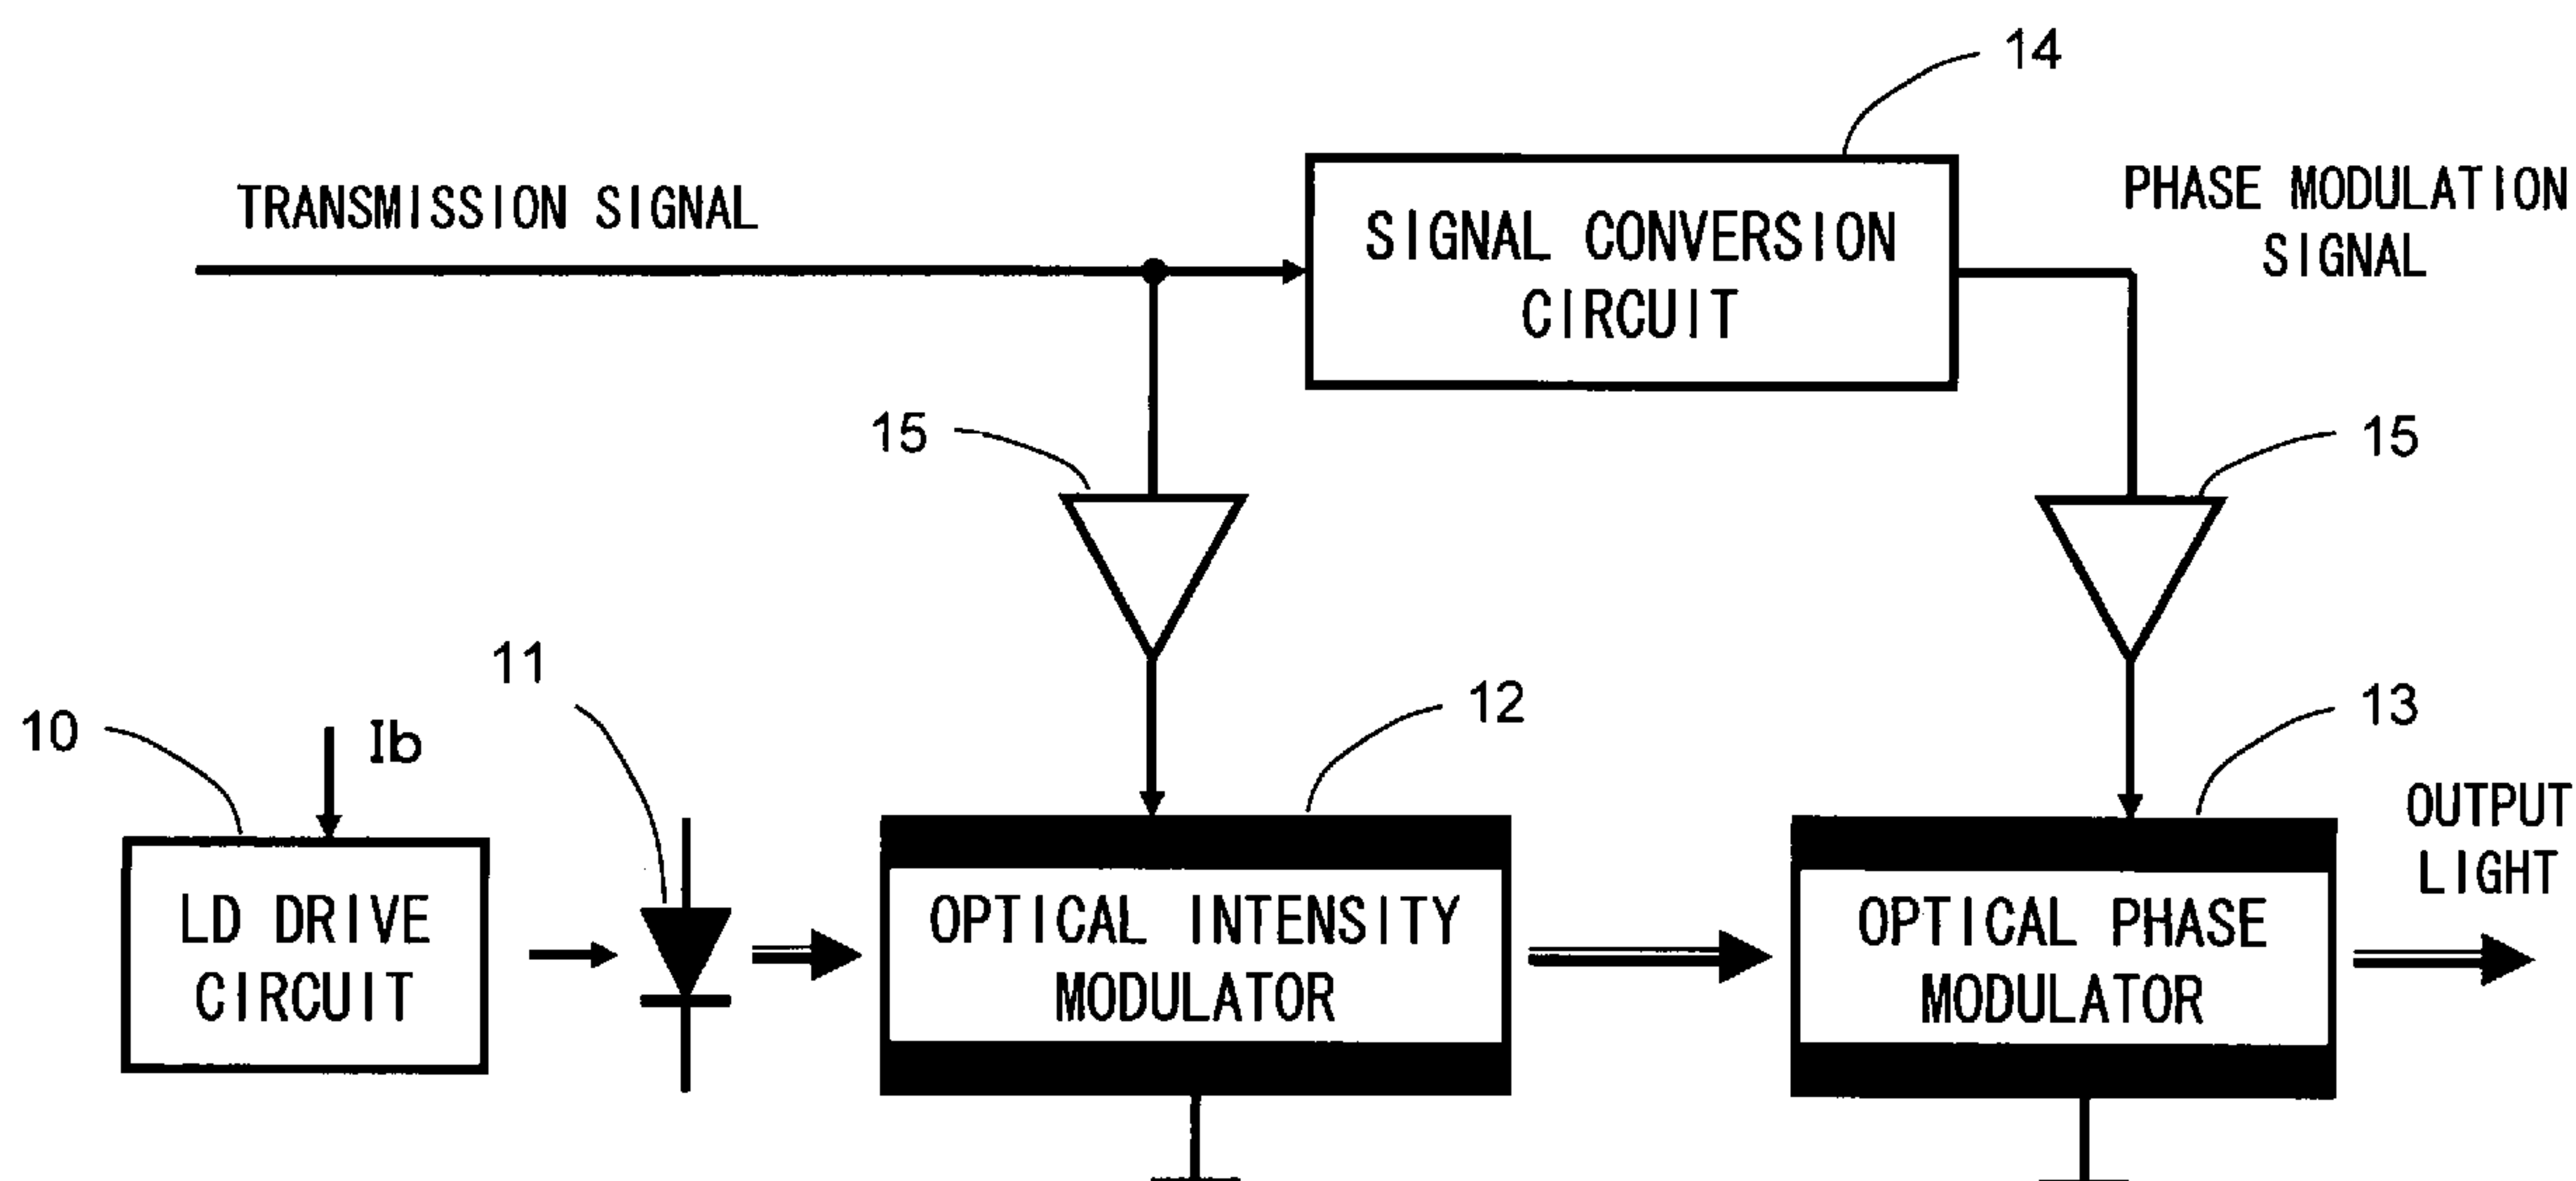 14
TRANSMISSION SIGNAL
SIGNAL CONVERSION
CIRCUIT
PHASE MODULATION
SIGNAL
15
15
11
10
Ib
12
13
LD DRIVE
CIRCUIT
OPTICAL INTENSITY
MODULATOR
OPTICAL PHASE
MODULATOR
OUTPUT
LIGHT